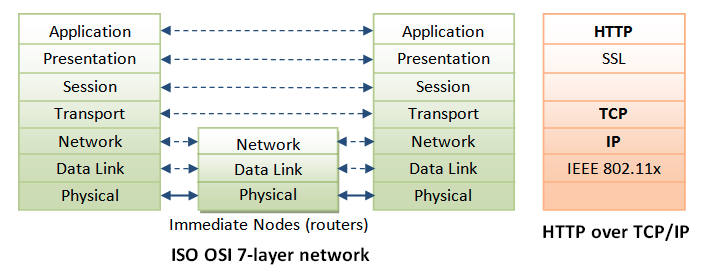 Application
Presentation
Session
Transport
Network
Data Link
Physical
Network
Data Link
Physical
Immediate Nodes (routers)
ISO OSI 7-layer network
Application
Presentation
Session
Transport
Network
Data Link
Physical
HTTP
SSL
TCP
IP
IEEE 802.11x
HTTP over TCP/IP